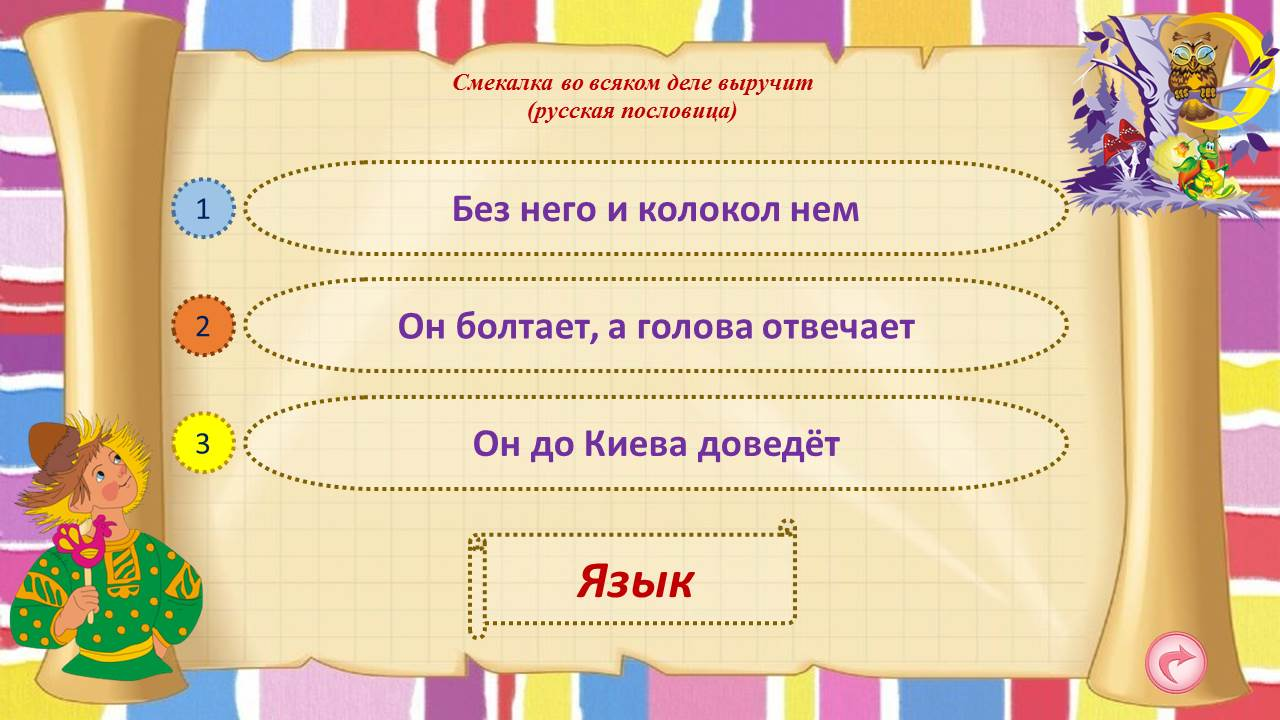 Смекалка во всяком деле выручит
(русская пословица)
1
Без него и колокол нем
2
Он болтает, а голова отвечает
3
Он до Киева доведёт
Язык